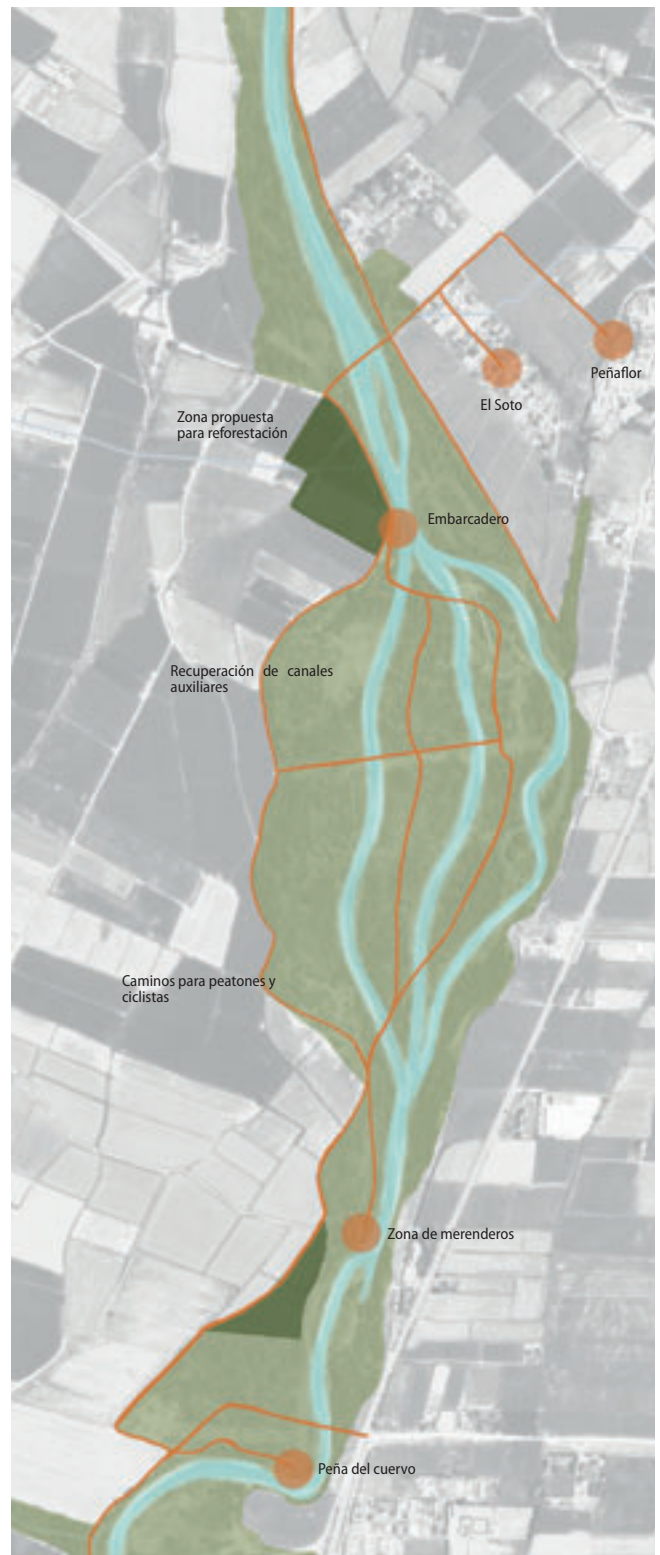 Peñaflor
El Soto
Zona propuesta
para reforestación
Embarcadero
Recuperación de canales
auxiliares
Caminos para peatones y
ciclistas
Zona de merenderos
Peña del cuervo